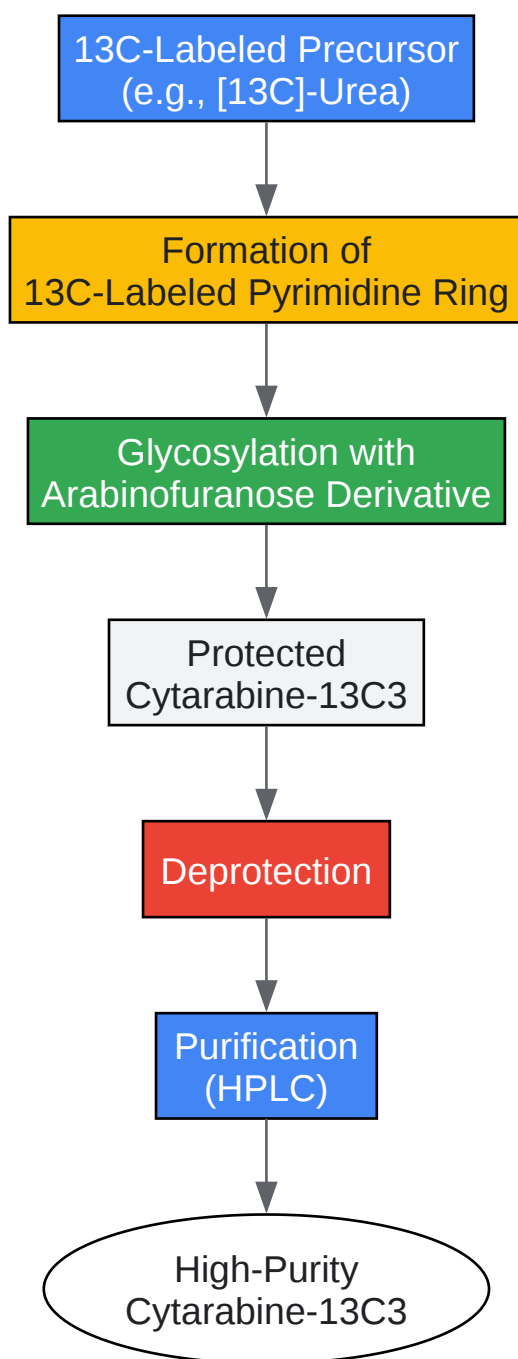 13C-Labeled Precursor
(e.g., [13C]-Urea)
Formation of
13C-Labeled Pyrimidine Ring
Glycosylation with
Arabinofuranose Derivative
Protected
Cytarabine-13C3
Deprotection
Purification
(HPLC)
High-Purity
Cytarabine-13C3